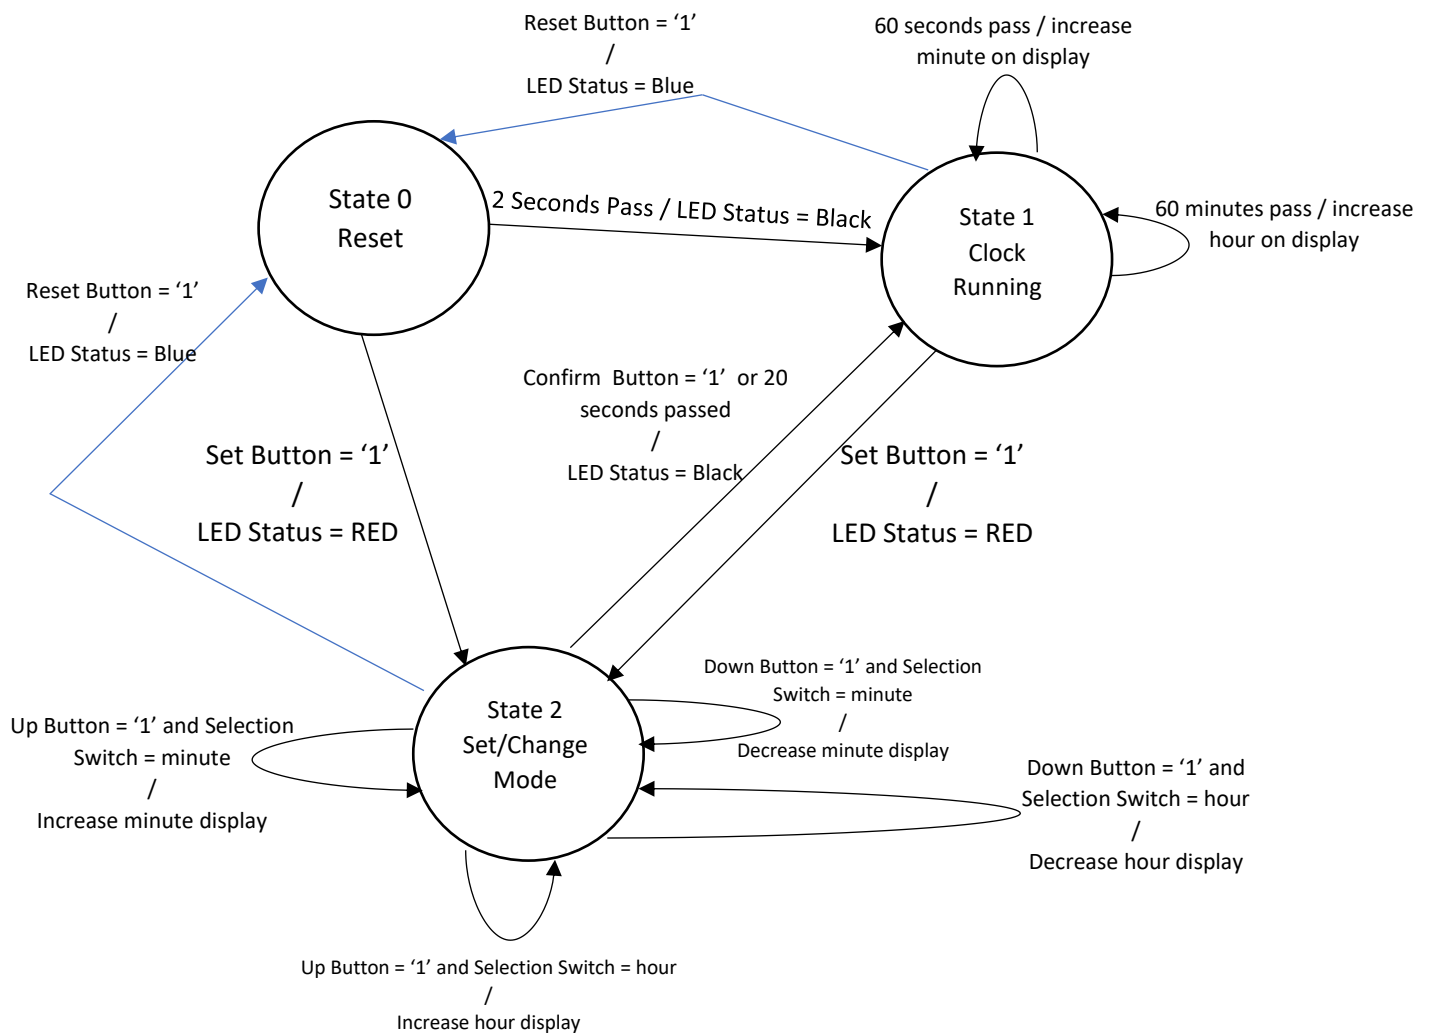 Reset Button = ‘1’
/
LED Status = Blue
60 seconds pass / increase
minute on display
State 0
Reset
2 Seconds Pass / LED Status = Black
State 1
Clock
Running
60 minutes pass / increase
hour on display
Reset Button = ‘1’
/
LED Status = Blue
Confirm Button = ‘1’ or 20
seconds passed
/
LED Status = Black
Set Button = ‘1’
/
LED Status = RED
Set Button = ‘1’
/
LED Status = RED
State 2
Set/Change
Mode
Down Button = ‘1’ and Selection
Switch = minute
/
Decrease minute display
Up Button = ‘1’ and Selection
Switch = minute
/
Increase minute display
Down Button = ‘1’ and
Selection Switch = hour
/
Decrease hour display
Up Button = ‘1’ and Selection Switch = hour
/
Increase hour display